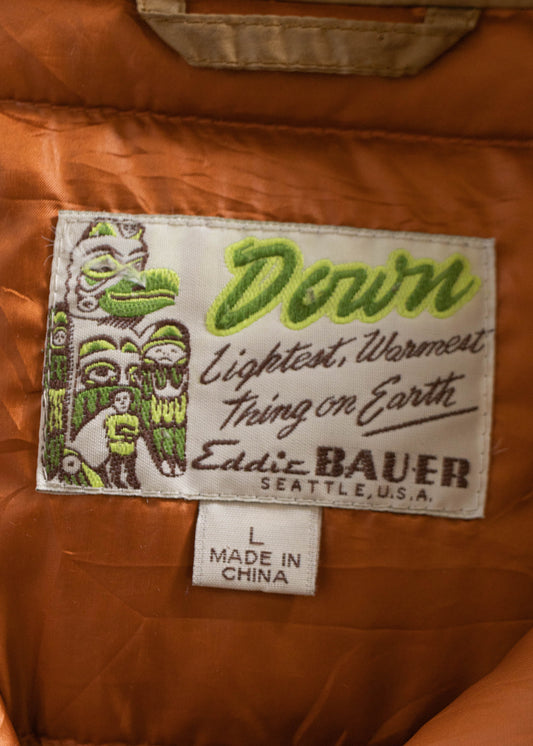 Down
Lightest, Warmest
Thing on Earth
Eddie BAUER
SEATTLE, U.S.A.
L
MADE IN
CHINA